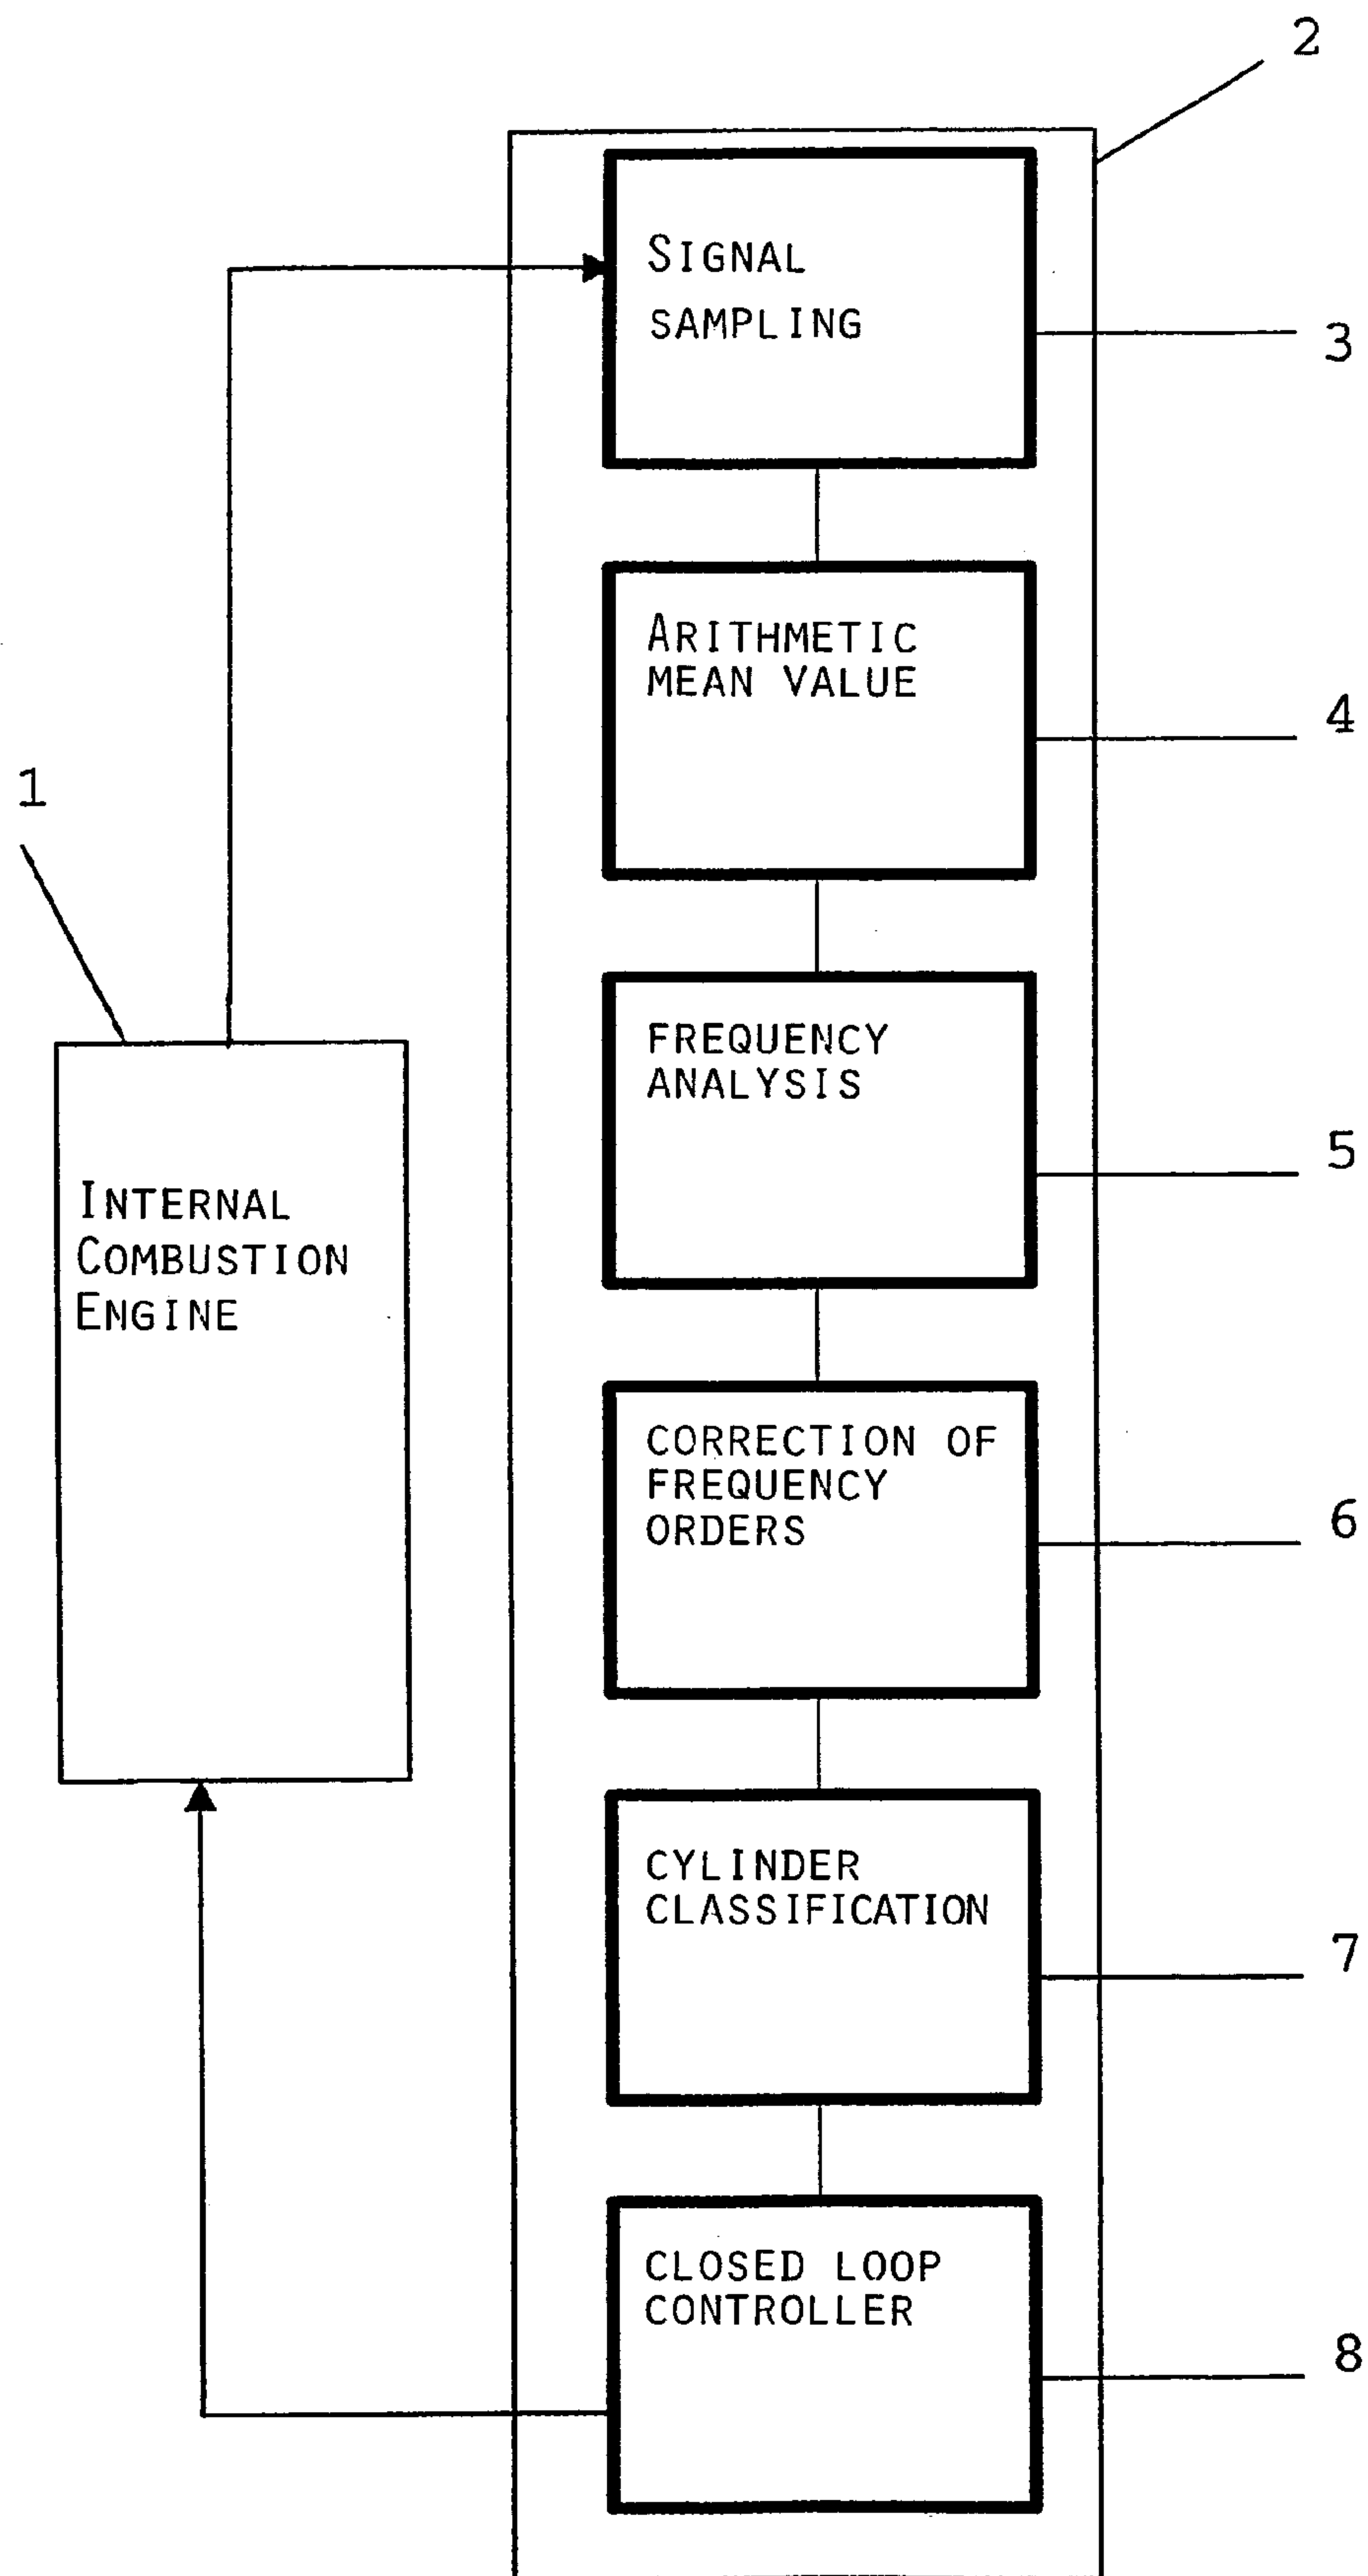 2
SIGNAL
SAMPLING
3
ARITHMETIC
MEAN VALUE
4
1
FREQUENCY
ANALYSIS
5
INTERNAL
COMBUSTION
ENGINE
CORRECTION OF
FREQUENCY
ORDERS
6
CYLINDER
CLASSIFICATION
7
CLOSED LOOP
CONTROLLER
8